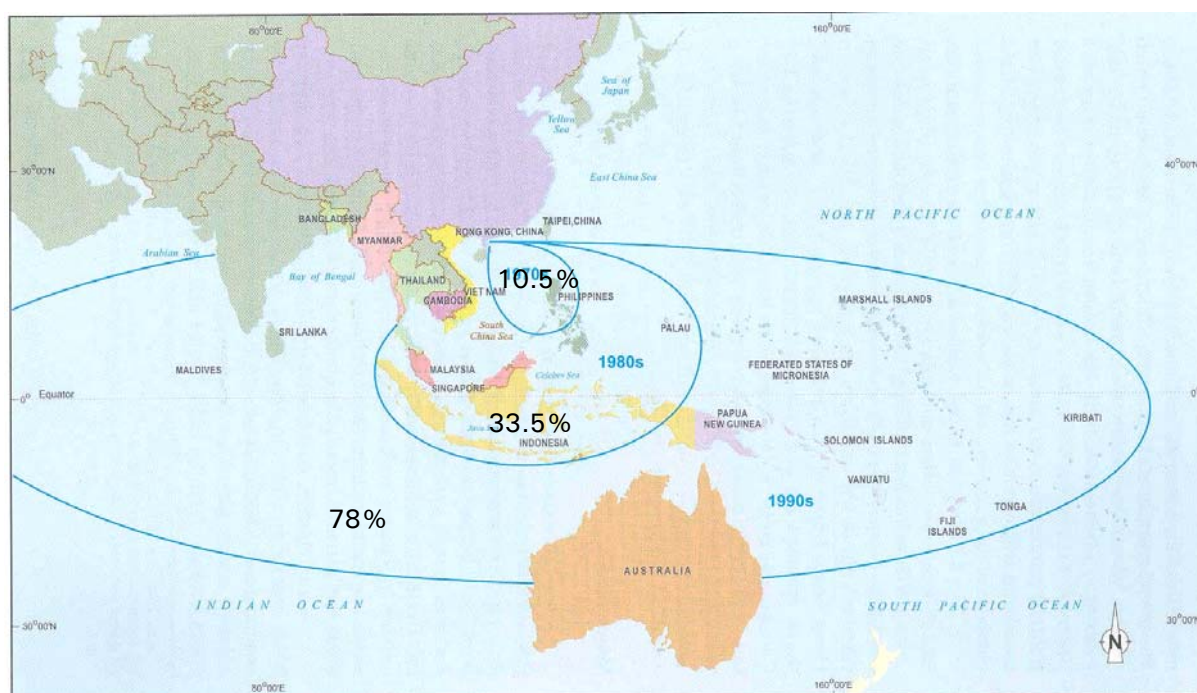 80°00'E
160°00'E
Sea of
Japan
Yellow
Sea
30°00'N
40°00'N
East China Sea
BANGLADESH
TAIPEI,CHINA
NORTH PACIFIC OCEAN
HONG KONG, CHINA
MYANMAR
Arabian Sea
Bay of Bengal
1970s
10.5%
THAILAND
VIET NAM
CAMBODIA
PHILIPPINES
MARSHALL ISLANDS
SRI LANKA
South
China Sea
PALAU
1980s
FEDERATED STATES OF
MICRONESIA
MALDIVES
MALAYSIA
Celebes Sea
SINGAPORE
0° Equator
PAPUA
NEW GUINEA
KIRIBATI
33.5%
Java
INDONESIA
SOLOMON ISLANDS
VANUATU
1990s
TONGA
78%
FIJI
ISLANDS
AUSTRALIA
INDIAN OCEAN
SOUTH PACIFIC OCEAN
30°00'N
30°00'N
N
80°00'E
160°00'E